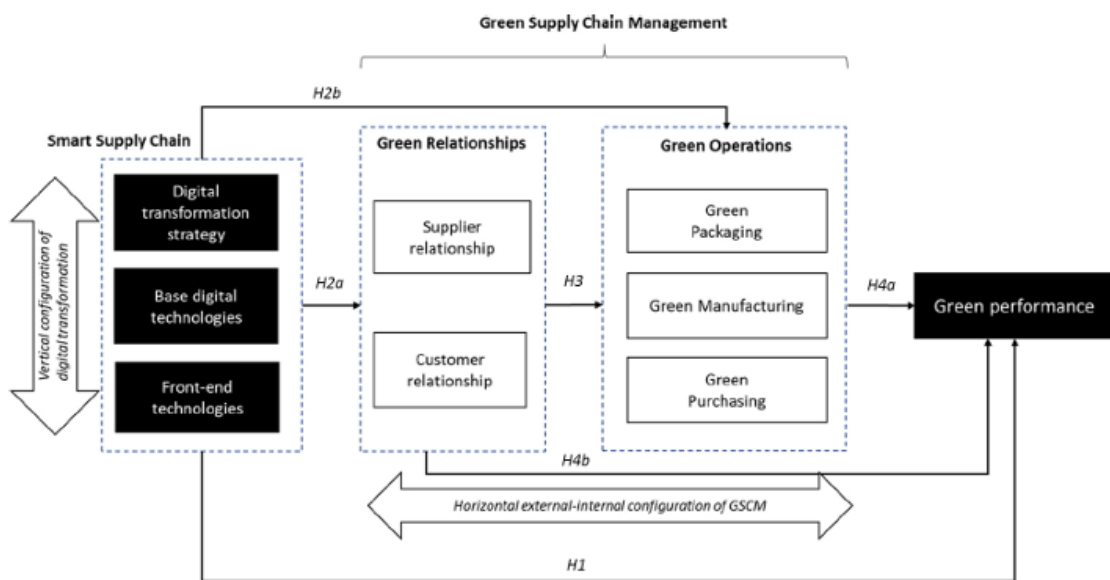 Green Supply Chain Management
H2b
Smart Supply Chain
Green Relationships
Green Operations
Vertical configuration of
digital transformation
Digital
transformation
strategy
Base digital
technologies
Front-end
technologies
H2a
Supplier
relationship
Customer
relationship
H3
Green
Packaging
Green Manufacturing
Green
Purchasing
H4a
Green performance
H4b
Horizontal external-internal configuration of GSCM
H1